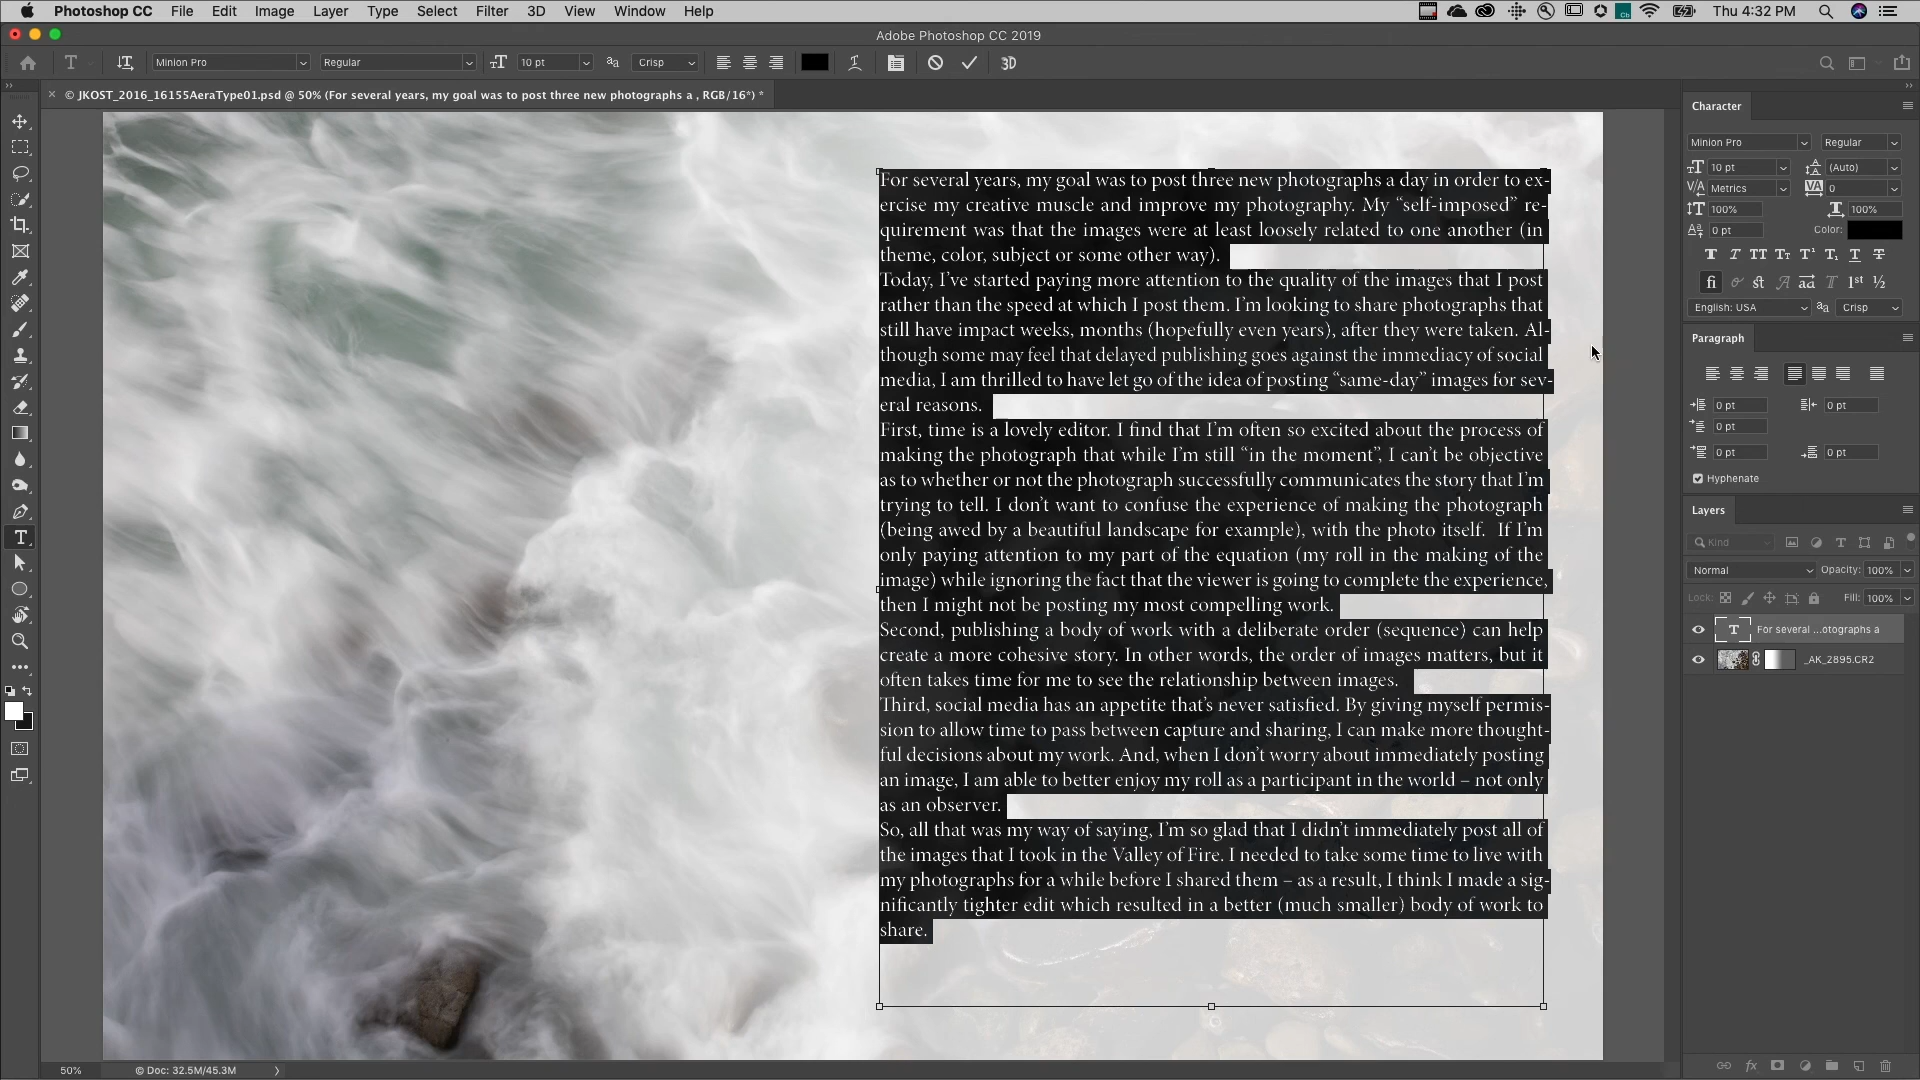 Photoshop CC File Edit Image Layer Type Select Filter 3D View Window Help Thu 4:32 PM
Adobe Photoshop CC 2019
Minion Pro Regular 10 pt Crisp 3D
© JKOST_2016_16155AeraType01.psd @ 50% (For several years, my goal was to post three new photographs a , RGB/16*) *
For several years, my goal was to post three new photographs a day in order to ex-
ercise my creative muscle and improve my photography. My “self-imposed” re-
quirement was that the images were at least loosely related to one another (in
theme, color, subject or some other way).
Today, I’ve started paying more attention to the quality of the images that I post
rather than the speed at which I post them. I’m looking to share photographs that
still have impact weeks, months (hopefully even years), after they were taken. Al-
though some may feel that delayed publishing goes against the immediacy of social
media, I am thrilled to have let go of the idea of posting “same-day” images for sev-
eral reasons.
First, time is a lovely editor. I find that I’m often so excited about the process of
making the photograph that while I’m still “in the moment”, I can’t be objective
as to whether or not the photograph successfully communicates the story that I’m
trying to tell. I don’t want to confuse the experience of making the photograph
(being awed by a beautiful landscape for example), with the photo itself. If I’m
only paying attention to my part of the equation (my roll in the making of the
image) while ignoring the fact that the viewer is going to complete the experience,
then I might not be posting my most compelling work.
Second, publishing a body of work with a deliberate order (sequence) can help
create a more cohesive story. In other words, the order of images matters, but it
often takes time for me to see the relationship between images.
Third, social media has an appetite that’s never satisfied. By giving myself permis-
sion to allow time to pass between capture and sharing, I can make more thought-
ful decisions about my work. And, when I don’t worry about immediately posting
an image, I am able to better enjoy my roll as a participant in the world – not only
as an observer.
So, all that was my way of saying, I’m so glad that I didn’t immediately post all of
the images that I took in the Valley of Fire. I needed to take some time to live with
my photographs for a while before I shared them – as a result, I think I made a sig-
nificantly tighter edit which resulted in a better (much smaller) body of work to
share.
Character
Minion Pro Regular
10 pt (Auto)
Metrics 0
100% 100%
0 pt Color:
English: USA Crisp
Paragraph
0 pt 0 pt
0 pt
0 pt 0 pt
Hyphenate
Layers
Kind
Normal Opacity: 100%
Lock: Fill: 100%
For several ...otographs a
_AK_2895.CR2
50% © Doc: 32.5M/45.3M